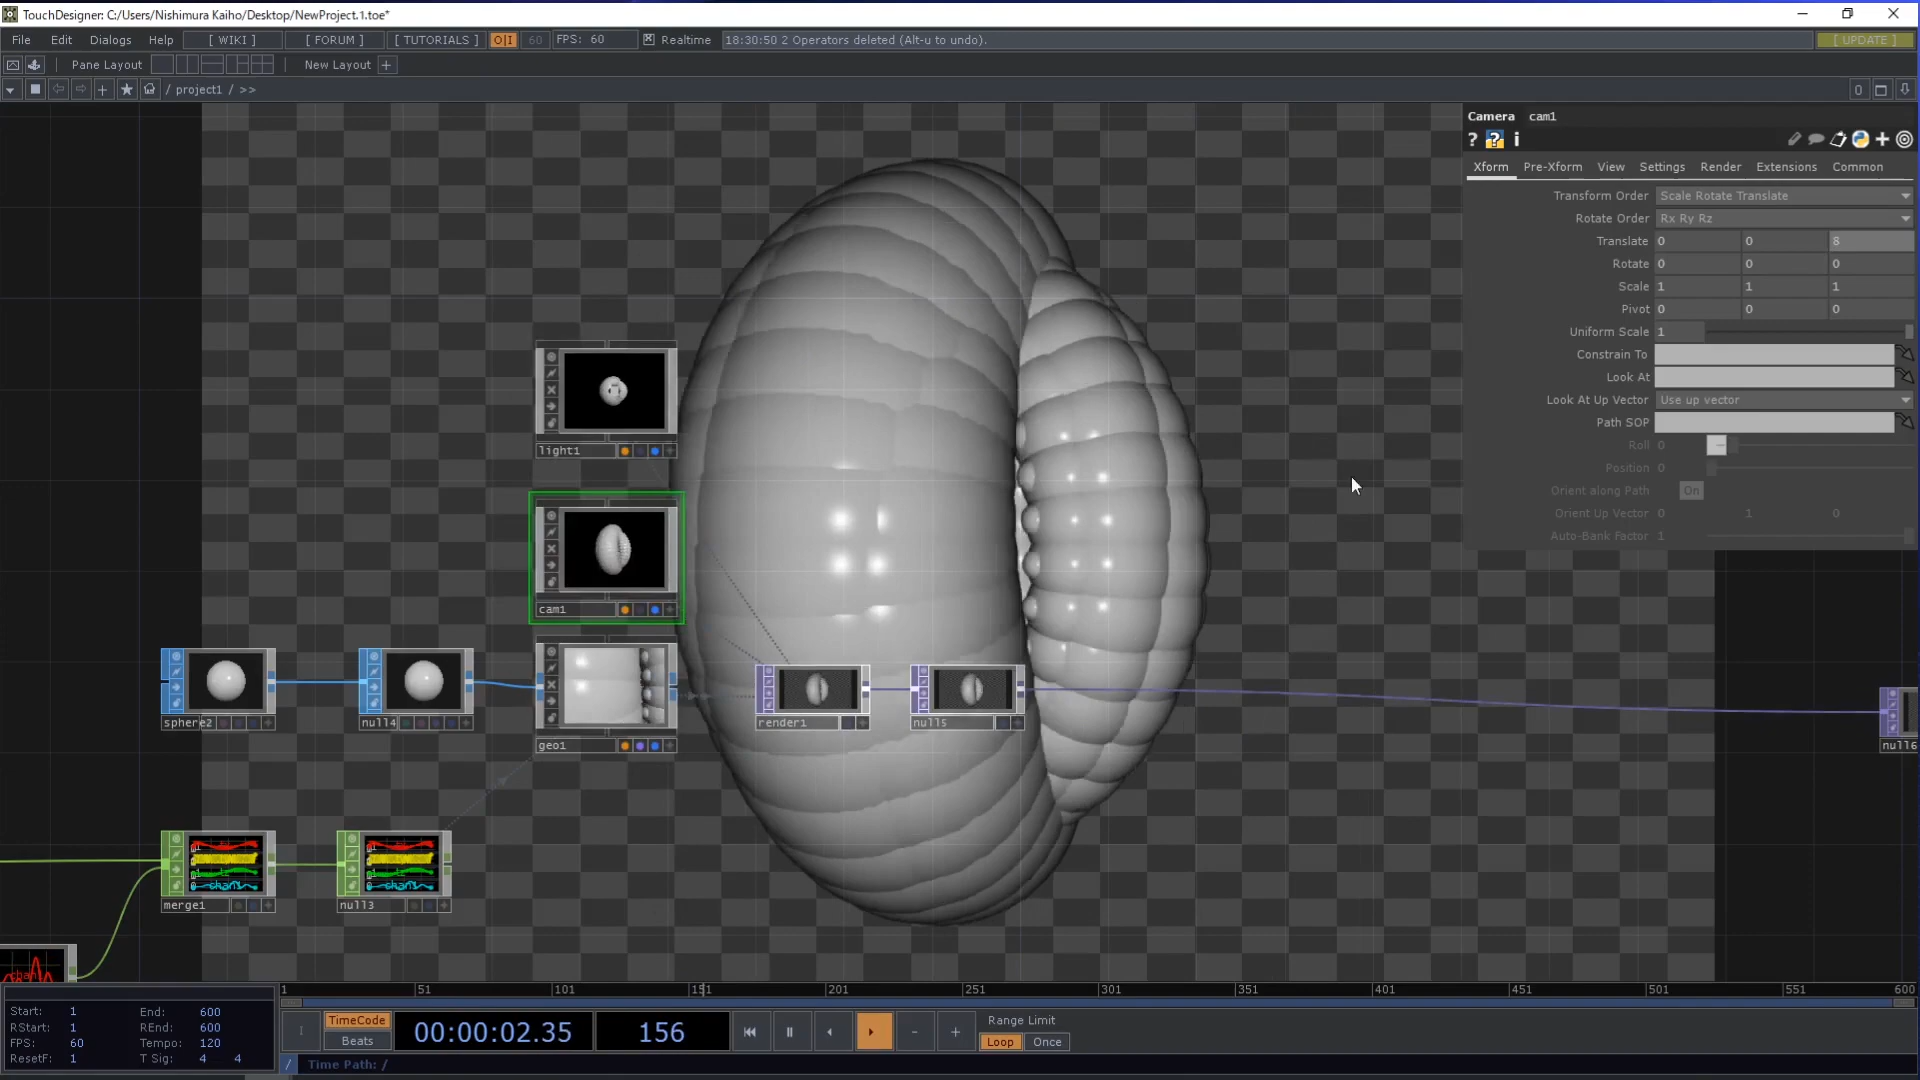 TouchDesigner: C:/Users/Nishimura Kaiho/Desktop/NewProject.1.toe*
File Edit Dialogs Help [ WIKI ] [ FORUM ] [ TUTORIALS ] O|I 60 FPS: 60 Realtime 18:30:50 2 Operators deleted (Alt-u to undo). [ UPDATE ]
Pane Layout New Layout +
/ project1 / >> 0
Camera cam1
? ? i
Xform Pre-Xform View Settings Render Extensions Common
Transform Order Scale Rotate Translate
Rotate Order Rx Ry Rz
Translate 0 0 8
Rotate 0 0 0
Scale 1 1 1
Pivot 0 0 0
Uniform Scale 1
Constrain To
Look At
Look At Up Vector Use up vector
Path SOP
Roll 0
Position 0
Orient along Path On
Orient Up Vector 0 1 0
Auto-Bank Factor 1
light1
cam1
sphere2 null4 geo1 render1 null5 null6
merge1 null3
chan1 chan1
chan1
1 51 101 151 201 251 301 351 401 451 501 551 600
Start: 1 End: 600
RStart: 1 REnd: 600
FPS: 60 Tempo: 120
ResetF: 1 T Sig: 4 4
TimeCode
Beats
00:00:02.35 156
Range Limit
Loop Once
/ Time Path: /